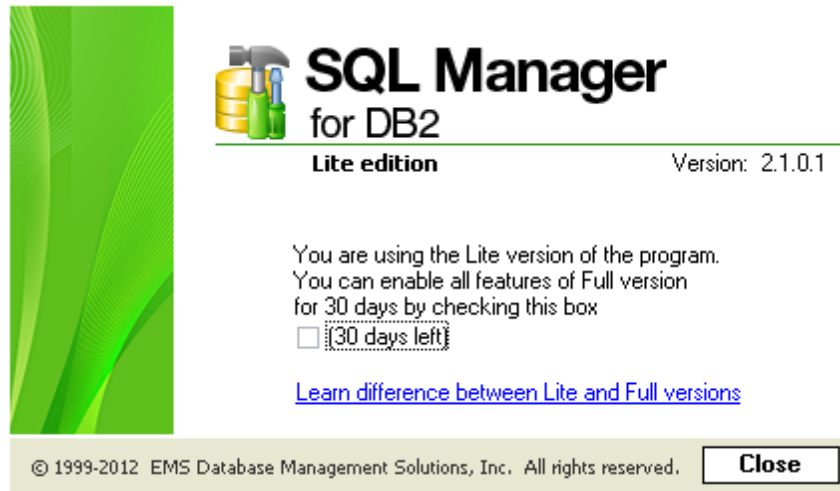 SQL Manager
for DB2
Lite edition
Version: 2.1.0.1
You are using the Lite version of the program.
You can enable all features of Full version
for 30 days by checking this box
(30 days left)
Learn difference between Lite and Full versions
© 1999-2012 EMS Database Management Solutions, Inc. All rights reserved.
Close